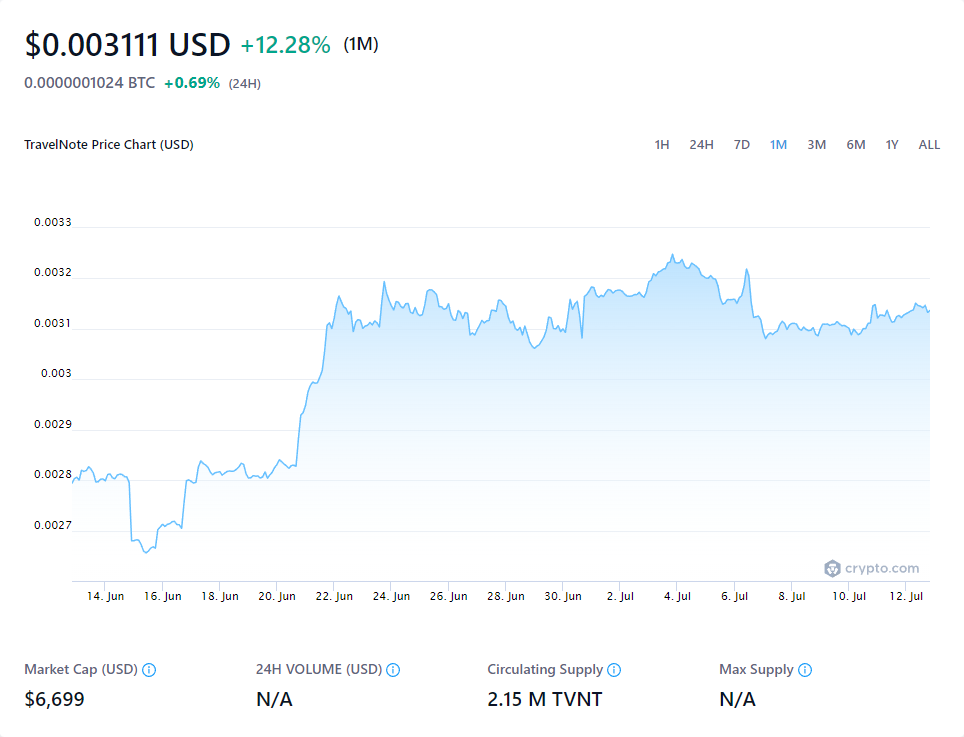 $0.003111 USD +12.28% (1M)
0.0000001024 BTC +0.69% (24H)
TravelNote Price Chart (USD) 1H 24H 7D 1M 3M 6M 1Y ALL
0.0033
0.0032
0.0031
0.003
0.0029
0.0028
0.0027
crypto.com
14. Jun 16. Jun 18. Jun 20. Jun 22. Jun 24. Jun 26. Jun 28. Jun 30. Jun 2. Jul 4. Jul 6. Jul 8. Jul 10. Jul 12. Jul
Market Cap (USD) 24H VOLUME (USD) Circulating Supply Max Supply
$6,699 N/A 2.15 M TVNT N/A